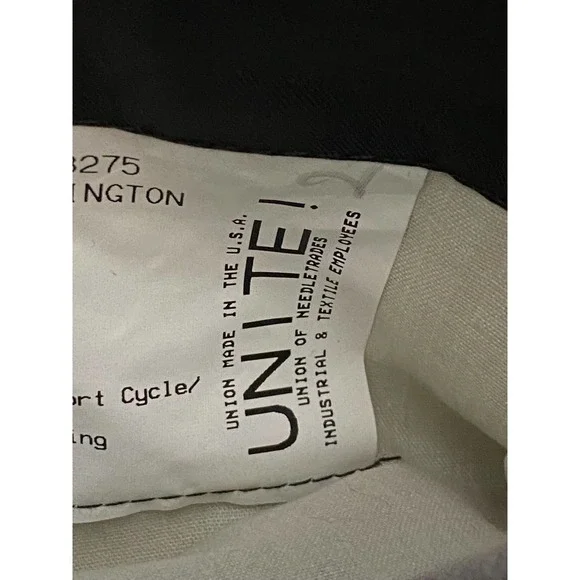 3275
INGTON
ort Cycle/
ing
UNION MADE IN THE U.S.A.
UNITE!
UNION OF NEEDLETRADES
INDUSTRIAL & TEXTILE EMPLOYEES